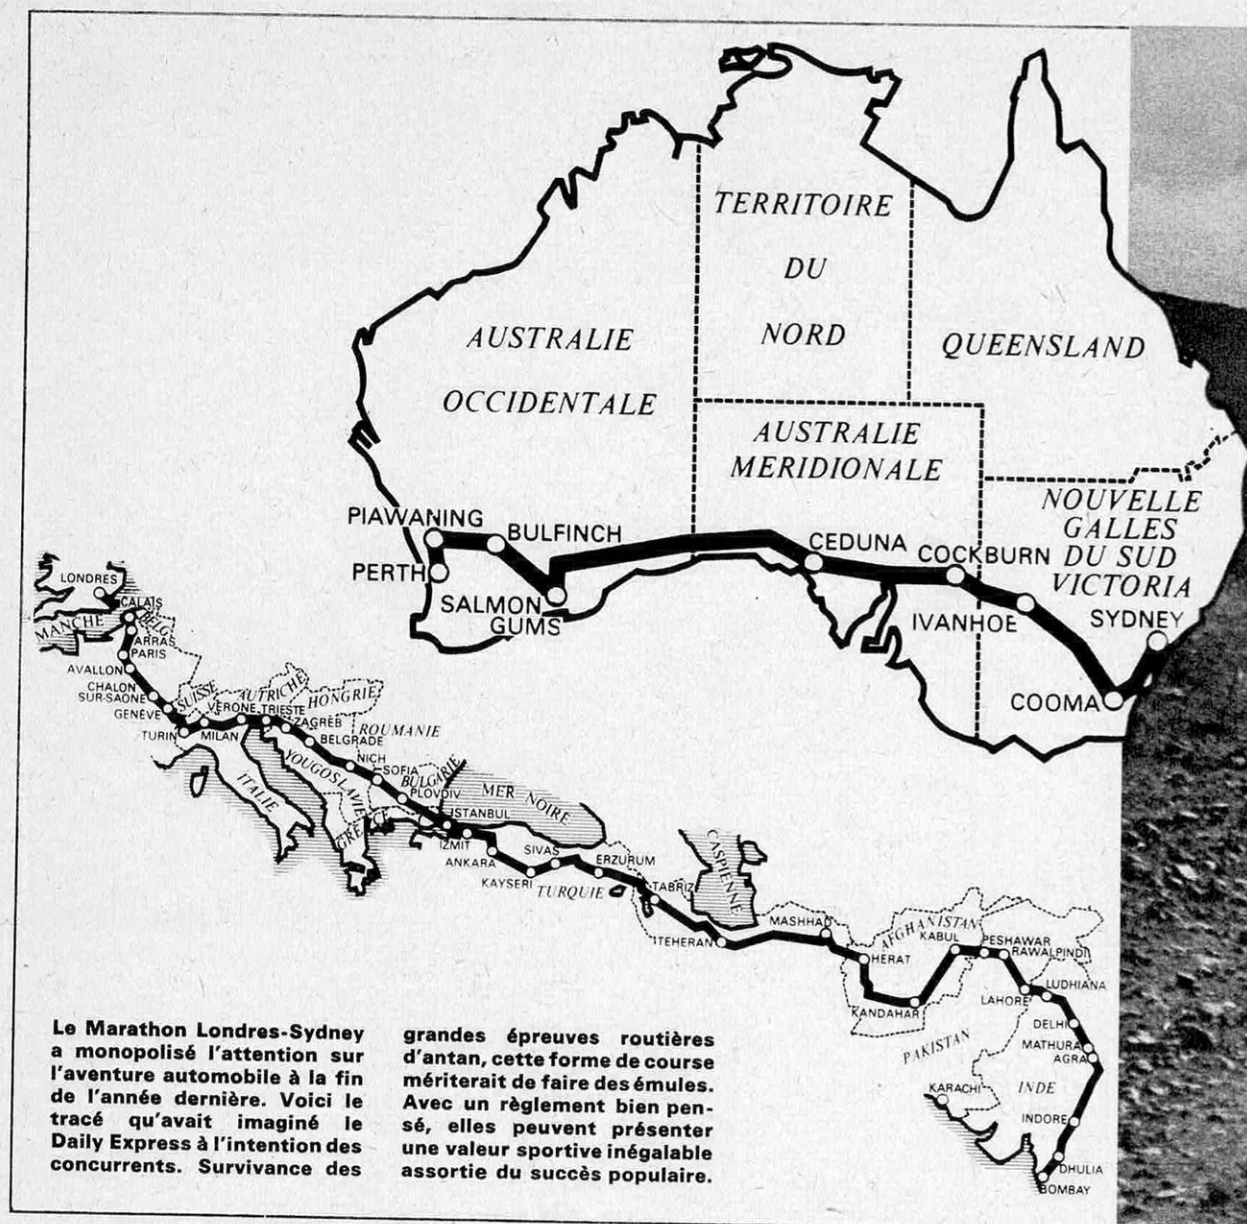 TERRITOIRE
DU
NORD
AUSTRALIE
OCCIDENTALE
QUEENSLAND
AUSTRALIE
MERIDIONALE
NOUVELLE
GALLES
DU SUD
VICTORIA
PIAWANING
BULFINCH
PERTH
SALMON
GUMS
CEDUNA
COCKBURN
IVANHOE
SYDNEY
COOMA
LONDRES
CALAIS
MANCHE
BELG
ARRAS
PARIS
AVALLON
CHALON
SUR-SAONE
GENÈVE
SUISSE
AUTRICHE
HONGRIE
VERONE
TRIESTE
ZAGREB
TURIN
MILAN
ROUMANIE
BELGRADE
NICH
SOFIA
BULGARIE
PLOVDIV
YOUGOSLAVIE
ITALIE
GRECE
MER NOIRE
ISTANBUL
IZMIT
ANKARA
SIVAS
KAYSERI
ERZURUM
TURQUIE
TABRIZ
CASPIENNE
TEHERAN
MASHHAD
AFGHANISTAN
HERAT
KABUL
PESHAWAR
RAWALPINDI
KANDAHAR
LAHORE
LUDHIANA
DELHI
MATHURA
AGRA
PAKISTAN
KARACHI
INDE
INDORE
DHULIA
BOMBAY
Le Marathon Londres-Sydney
a monopolisé l'attention sur
l'aventure automobile à la fin
de l'année dernière. Voici le
tracé qu'avait imaginé le
Daily Express à l'intention des
concurrents. Survivance des
grandes épreuves routières
d'antan, cette forme de course
mériterait de faire des émules.
Avec un règlement bien pen-
sé, elles peuvent présenter
une valeur sportive inégalable
assortie du succès populaire.